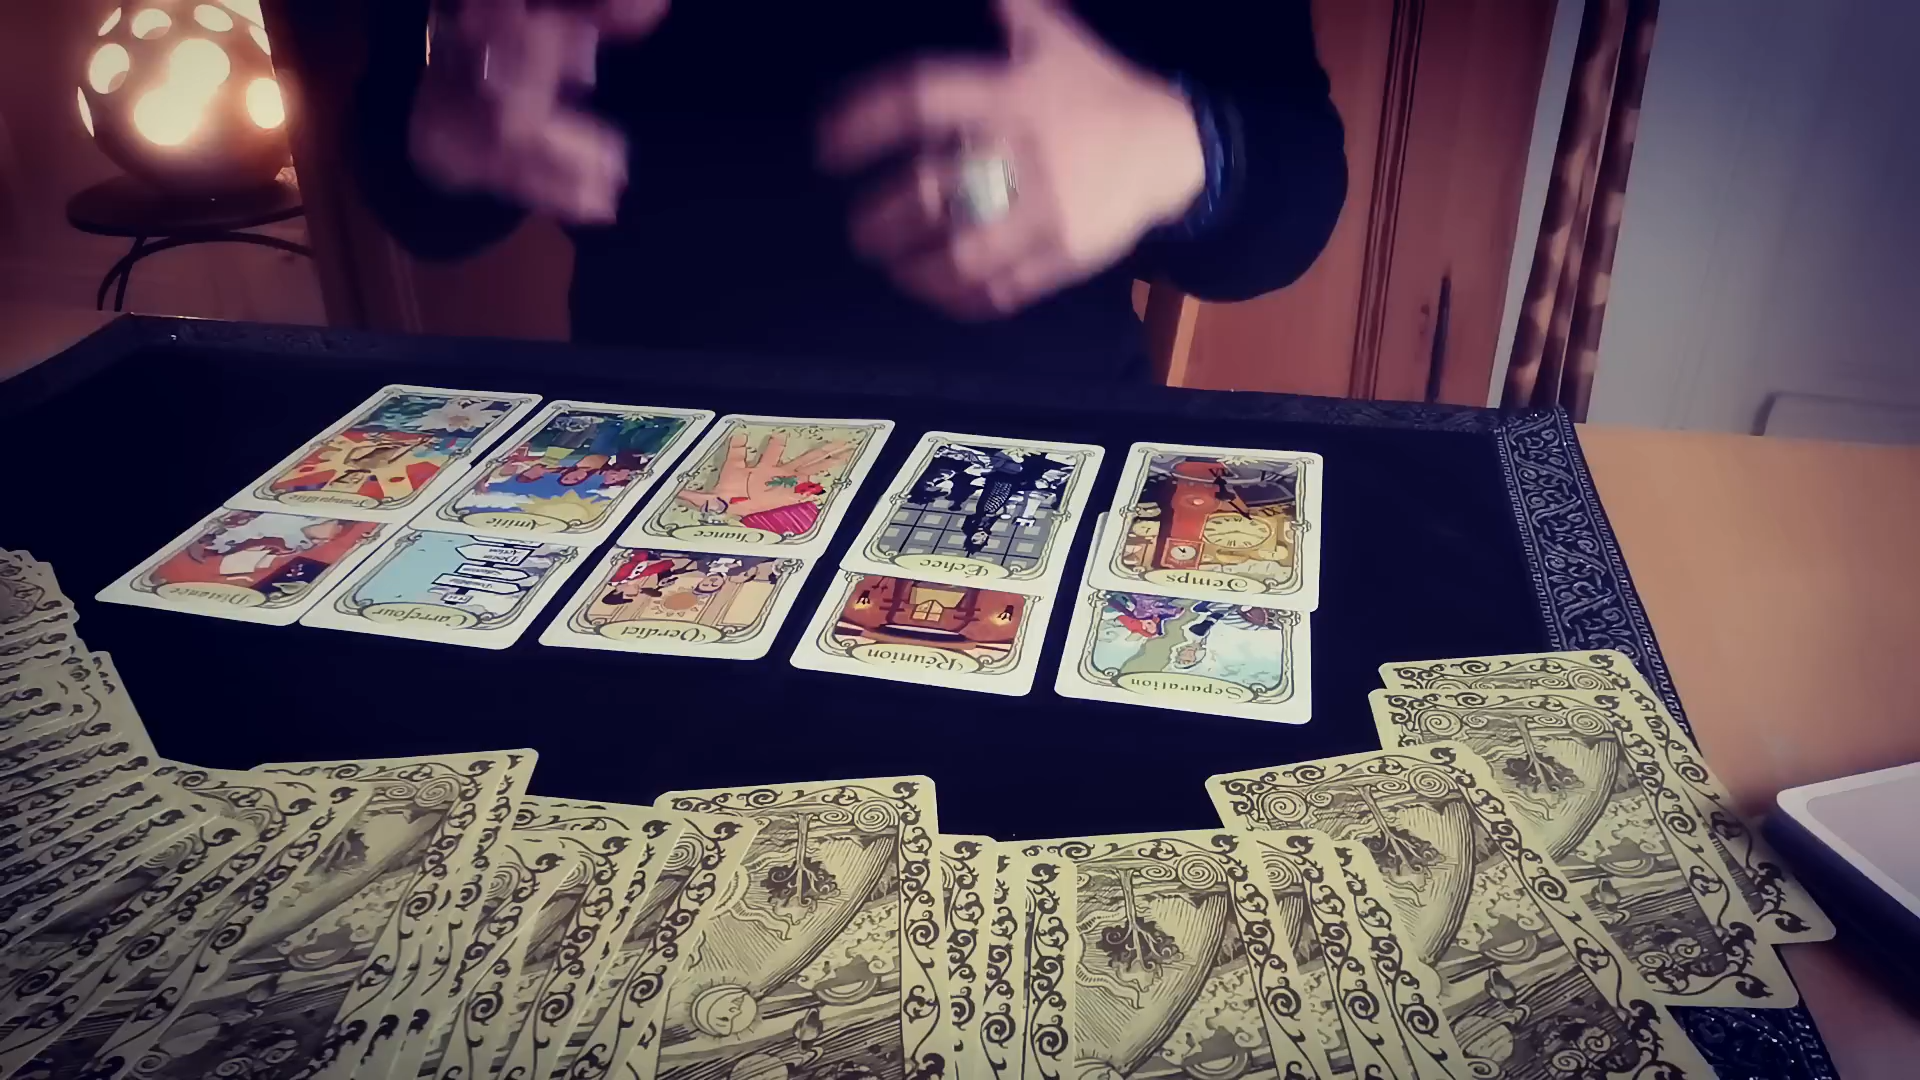 Tranquillité
Amitié
Chance
Échec
Temps
Distance
Carrefour
Verdict
Réunion
Séparation